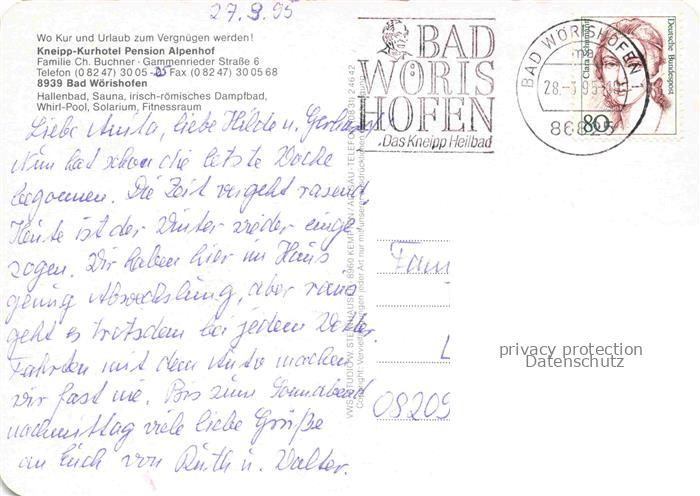 27.3.95
Wo Kur und Urlaub zum Vergnügen werden!
Kneipp-Kurhotel Pension Alpenhof
Familie Ch. Buchner · Gammenrieder Straße 6
Telefon (0 82 47) 30 05-25 Fax (0 82 47) 30 05 68
8939 Bad Wörishofen
Hallenbad, Sauna, irisch-römisches Dampfbad,
Whirl-Pool, Solarium, Fitnessraum
Liebe Anita, liebe Hilde u. Gerhard
Nun hat schon die letzte Woche
begonnen. Die Zeit vergeht rasend.
Heute ist der Winter wieder einge
zogen. Wir haben hier im Haus
genug Abwechslung, aber raus
geht es trotzdem bei jedem Wetter.
Fahrten mit dem Auto machen
wir fast nie. Bis zum Sonnabend
nachmittag viele liebe Grüße
an Euch von Ruth u. Walter.
BAD
WÖRIS
HOFEN
Das Kneipp Heilbad
BAD WÖRISHOFEN 1
28.-3.95
86825
Clara Schumann
Deutsche Bundespost
80
Fam
L
08209
privacy protection
Datenschutz